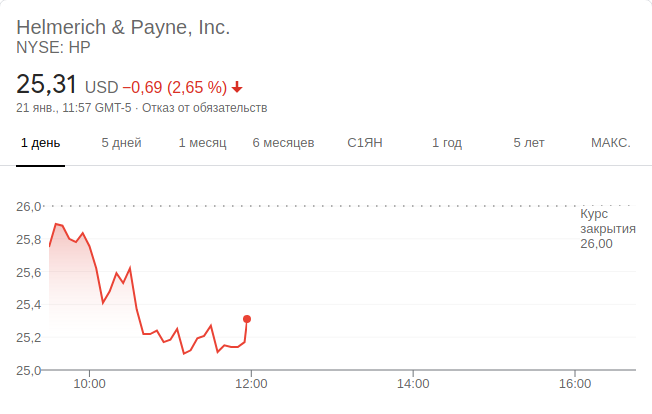 Helmerich & Payne, Inc.
NYSE: HP
25,31 USD −0,69 (2,65 %)
21 янв., 11:57 GMT-5 · Отказ от обязательств
1 день 5 дней 1 месяц 6 месяцев С1ЯН 1 год 5 лет МАКС.
26,0
Курс
закрытия
26,00
25,8
25,6
25,4
25,2
25,0
10:00 12:00 14:00 16:00